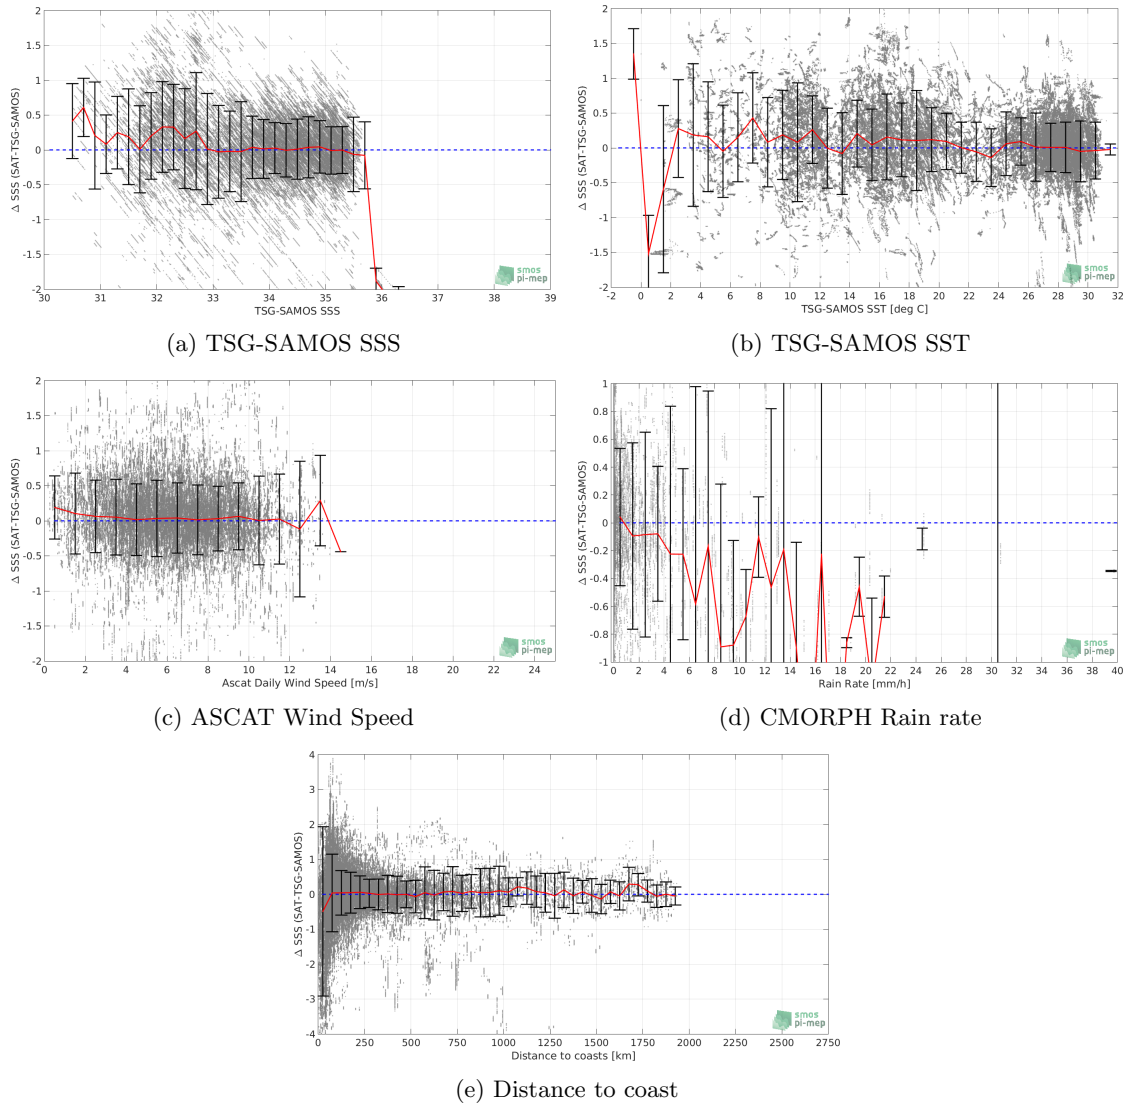 2
1.5
1
0.5
0
-0.5
-1
-1.5
-2
Δ SSS (SAT-TSG-SAMOS)
30 31 32 33 34 35 36 37 38 39
TSG-SAMOS SSS
smos
pi-mep
(a) TSG-SAMOS SSS
2
1.5
1
0.5
0
-0.5
-1
-1.5
-2
Δ SSS (SAT-TSG-SAMOS)
-2 0 2 4 6 8 10 12 14 16 18 20 22 24 26 28 30 32
TSG-SAMOS SST [deg C]
smos
pi-mep
(b) TSG-SAMOS SST
2
1.5
1
0.5
0
-0.5
-1
-1.5
-2
Δ SSS (SAT-TSG-SAMOS)
0 2 4 6 8 10 12 14 16 18 20 22 24
Ascat Daily Wind Speed [m/s]
smos
pi-mep
(c) ASCAT Wind Speed
1
0.8
0.6
0.4
0.2
0
-0.2
-0.4
-0.6
-0.8
-1
Δ SSS (SAT-TSG-SAMOS)
0 2 4 6 8 10 12 14 16 18 20 22 24 26 28 30 32 34 36 38 40
Rain Rate [mm/h]
smos
pi-mep
(d) CMORPH Rain rate
4
3
2
1
0
-1
-2
-3
-4
Δ SSS (SAT-TSG-SAMOS)
0 250 500 750 1000 1250 1500 1750 2000 2250 2500 2750
Distance to coasts [km]
smos
pi-mep
(e) Distance to coast